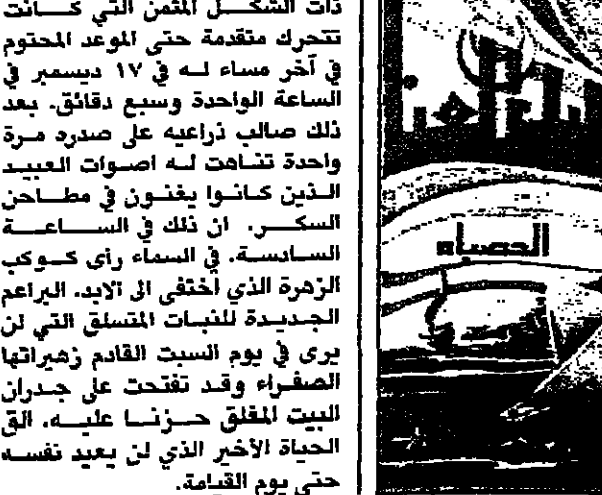 ذات الشكل المثمن التي كانت
تتحرك متقدمة حتى الموعد المحتوم
في آخر مساء له في ١٧ ديسمبر في
الساعة الواحدة وسبع دقائق. بعد
ذلك صالب ذراعيه على صدره مرة
واحدة تناهت له اصوات العبيد
الذين كانوا يغنون في مطاحن
السكر. ان ذلك في الساعة
السادسة. في السماء رأى كوكب
الزهرة الذي أختفى الى الابد. البراعم
الجديدة للنبات المتسلق التي لن
يرى في يوم السبت القادم زهيراتها
الصفراء وقد تفتحت على جدران
البيت المغلق حزنا عليه. الق
الحياة الأخير الذي لن يعيد نفسه
حتى يوم القيامة.
الحصباء